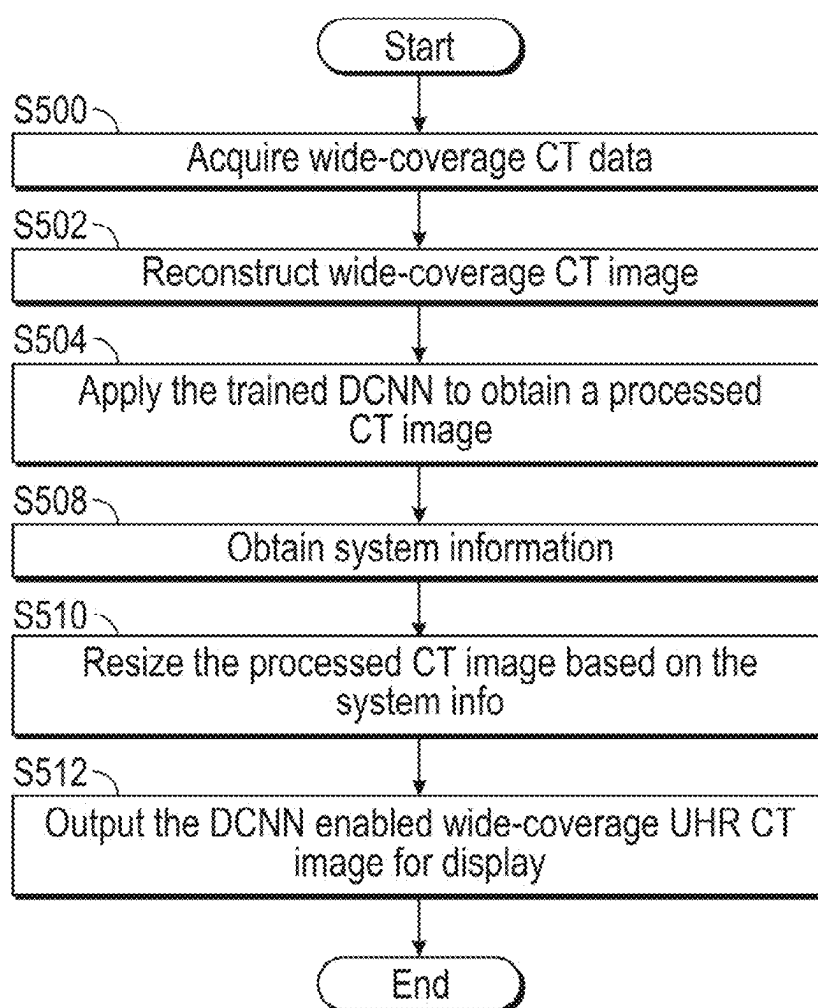 Start
S500
Acquire wide-coverage CT data
S502
Reconstruct wide-coverage CT image
S504
Apply the trained DCNN to obtain a processed
CT image
S508
Obtain system information
S510
Resize the processed CT image based on the
system info
S512
Output the DCNN enabled wide-coverage UHR CT
image for display
End